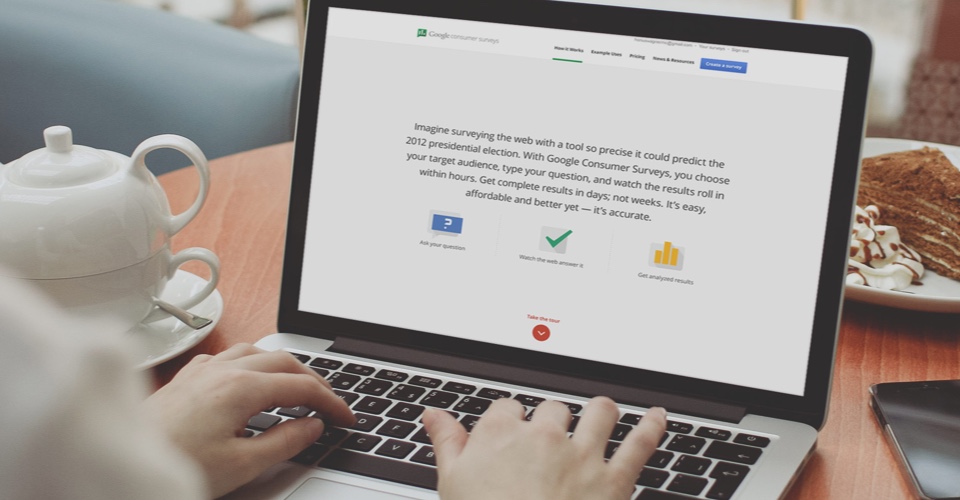 Google consumer surveys
Your surveys Sign out
How it Works Example Uses Pricing News & Resources Create a survey
Imagine surveying the web with a tool so precise it could predict the
2012 presidential election. With Google Consumer Surveys, you choose
your target audience, type your question, and watch the results roll in
within hours. Get complete results in days; not weeks. It's easy,
affordable and better yet — it's accurate.
?
Ask your question
Watch the web answer it
Get analyzed results
Take the tour